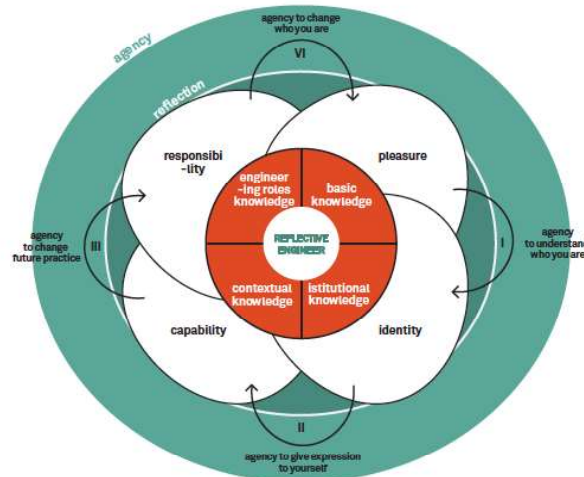 agency to change
who you are
VI
agency
reflection
responsibi
-lity
pleasure
engineer
-ing roles
knowledge
basic
knowledge
REFLECTIVE
ENGINEER
agency
to change
future practice
III
I
agency
to understand
who you are
contextual
knowledge
istitutional
knowledge
capability
identity
II
agency to give expression
to yourself